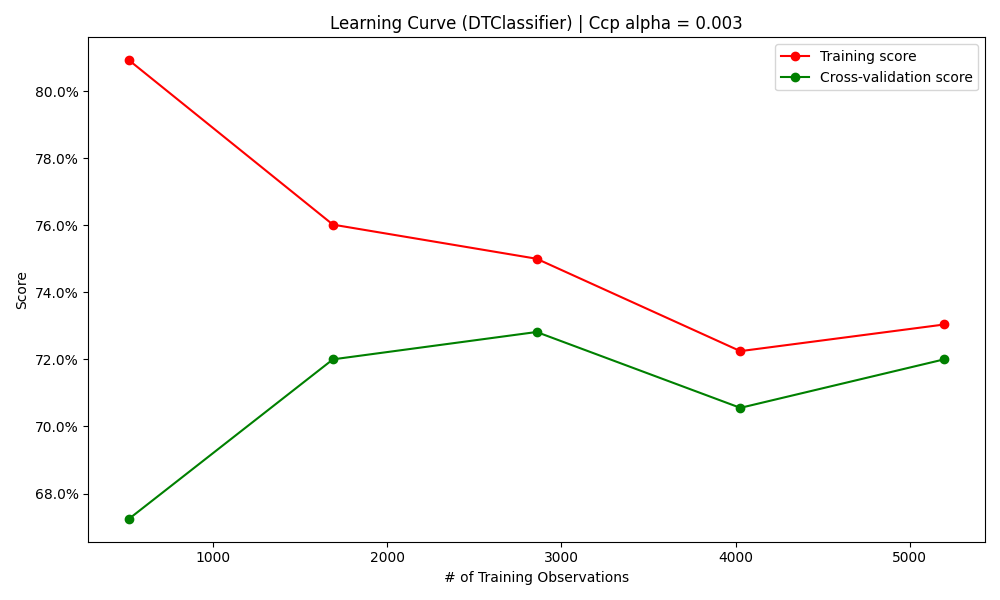 Learning Curve (DTClassifier) | Ccp alpha = 0.003
Training score
Cross-validation score
80.0%
78.0%
76.0%
74.0%
72.0%
70.0%
68.0%
Score
1000 2000 3000 4000 5000
# of Training Observations